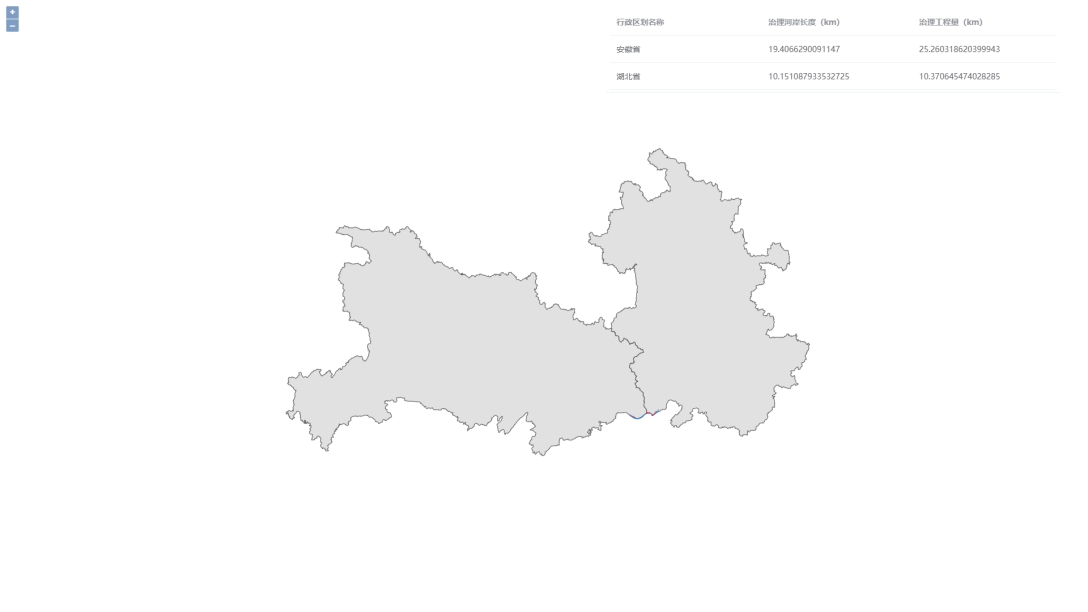 +
−
行政区划名称 治理河岸长度（km） 治理工程量（km）
安徽省 19.4066290091147 25.260318620399943
湖北省 10.151087933532725 10.370645474028285